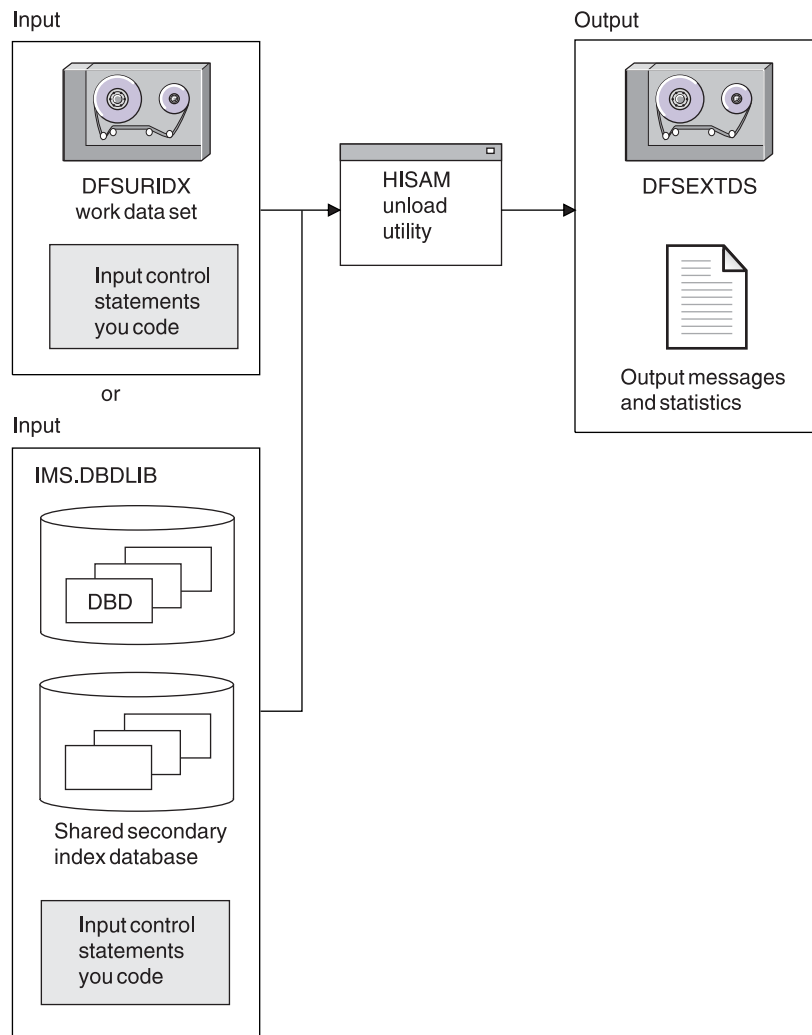 Input
DFSURIDX
work data set
Input control
statements
you code
or
Input
IMS.DBDLIB
DBD
Shared secondary
index database
Input control
statements
you code
HISAM
unload
utility
Output
DFSEXTDS
Output messages
and statistics